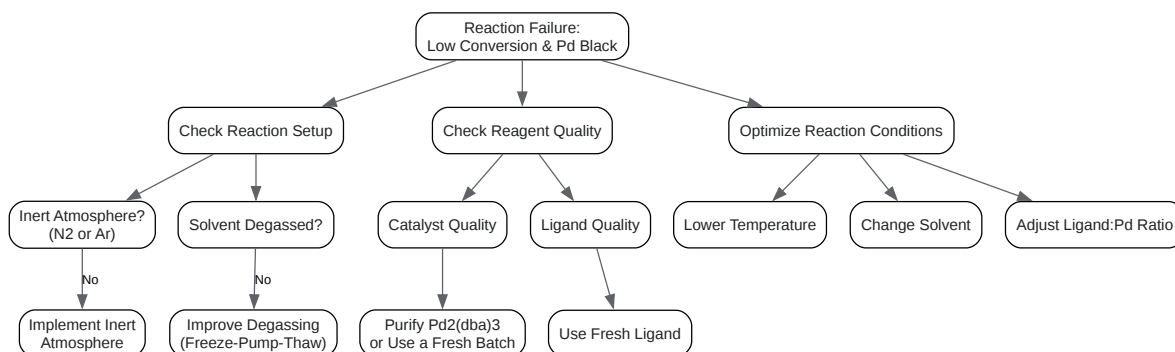 Reaction Failure:
Low Conversion & Pd Black
Check Reaction Setup
Check Reagent Quality
Optimize Reaction Conditions
Inert Atmosphere?
(N2 or Ar)
Solvent Degassed?
Catalyst Quality
Ligand Quality
Lower Temperature
Change Solvent
Adjust Ligand:Pd Ratio
No
No
Implement Inert
Atmosphere
Improve Degassing
(Freeze-Pump-Thaw)
Purify Pd2(dba)3
or Use a Fresh Batch
Use Fresh Ligand